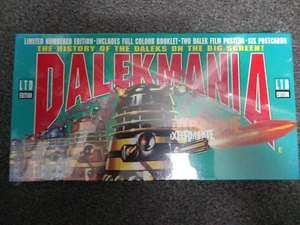 LIMITED NUMBERED EDITION • INCLUDES FULL COLOUR BOOKLET • TWO DALEK FILM POSTERS • SIX POSTCARDS
THE HISTORY OF THE DALEKS ON THE BIG SCREEN!
DALEKMANIA
LTD
EDITION
LTD
EDITION
EXTERMINATE
E